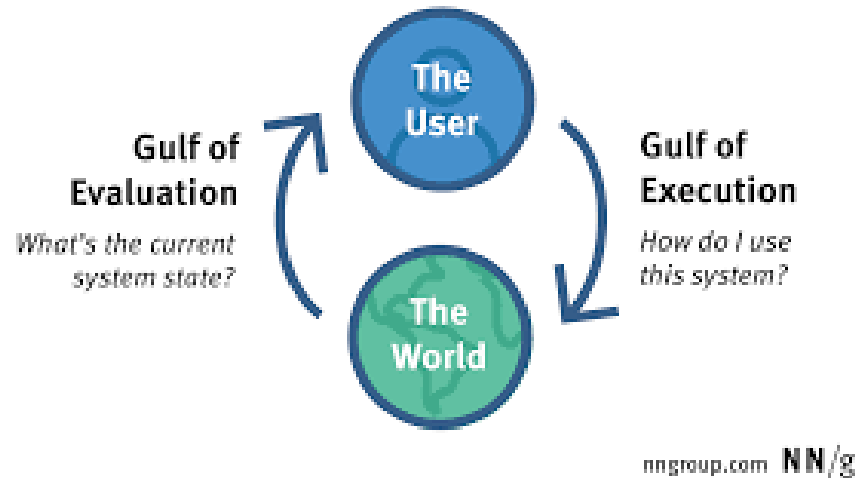 The
User
Gulf of
Evaluation
What's the current
system state?
Gulf of
Execution
How do I use
this system?
The
World
nngroup.com NN/g